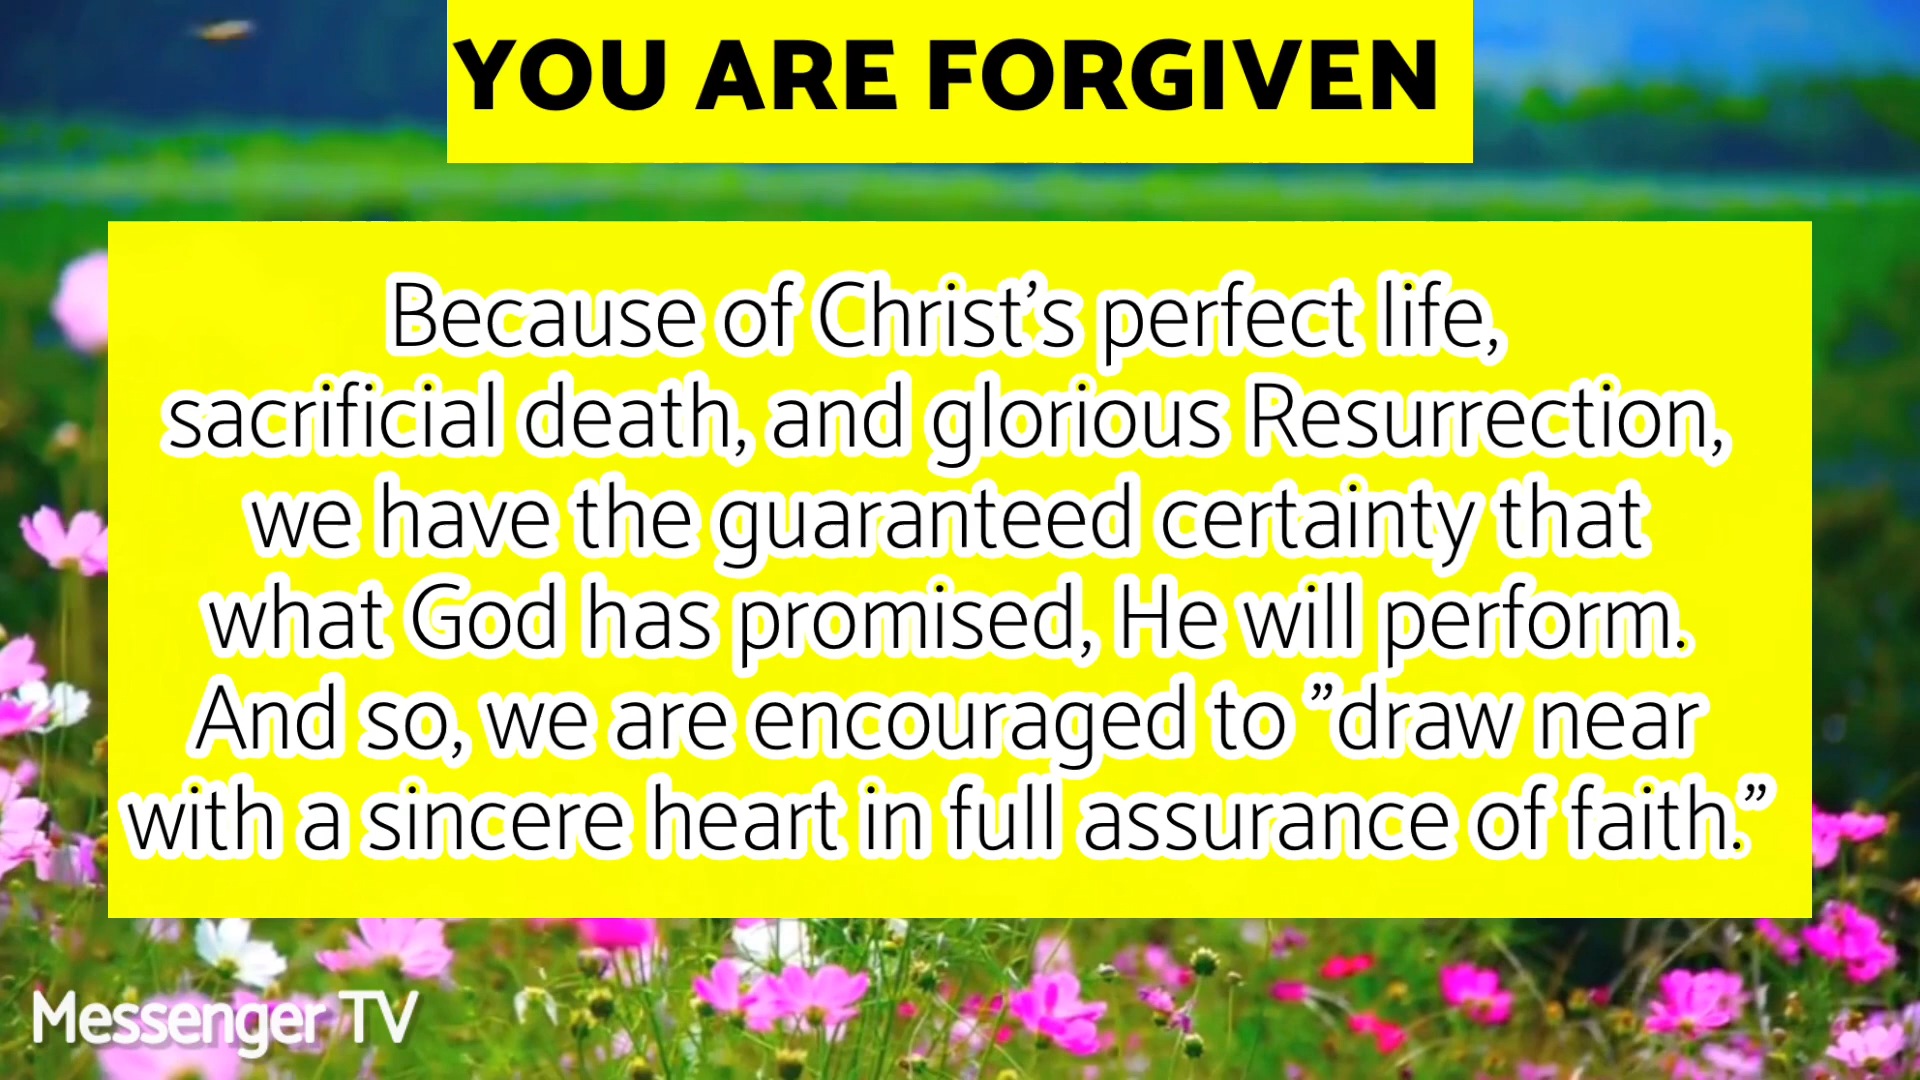 YOU ARE FORGIVEN
Because of Christ’s perfect life,
sacrificial death, and glorious Resurrection,
we have the guaranteed certainty that
what God has promised, He will perform.
And so, we are encouraged to ”draw near
with a sincere heart in full assurance of faith.”
Messenger TV